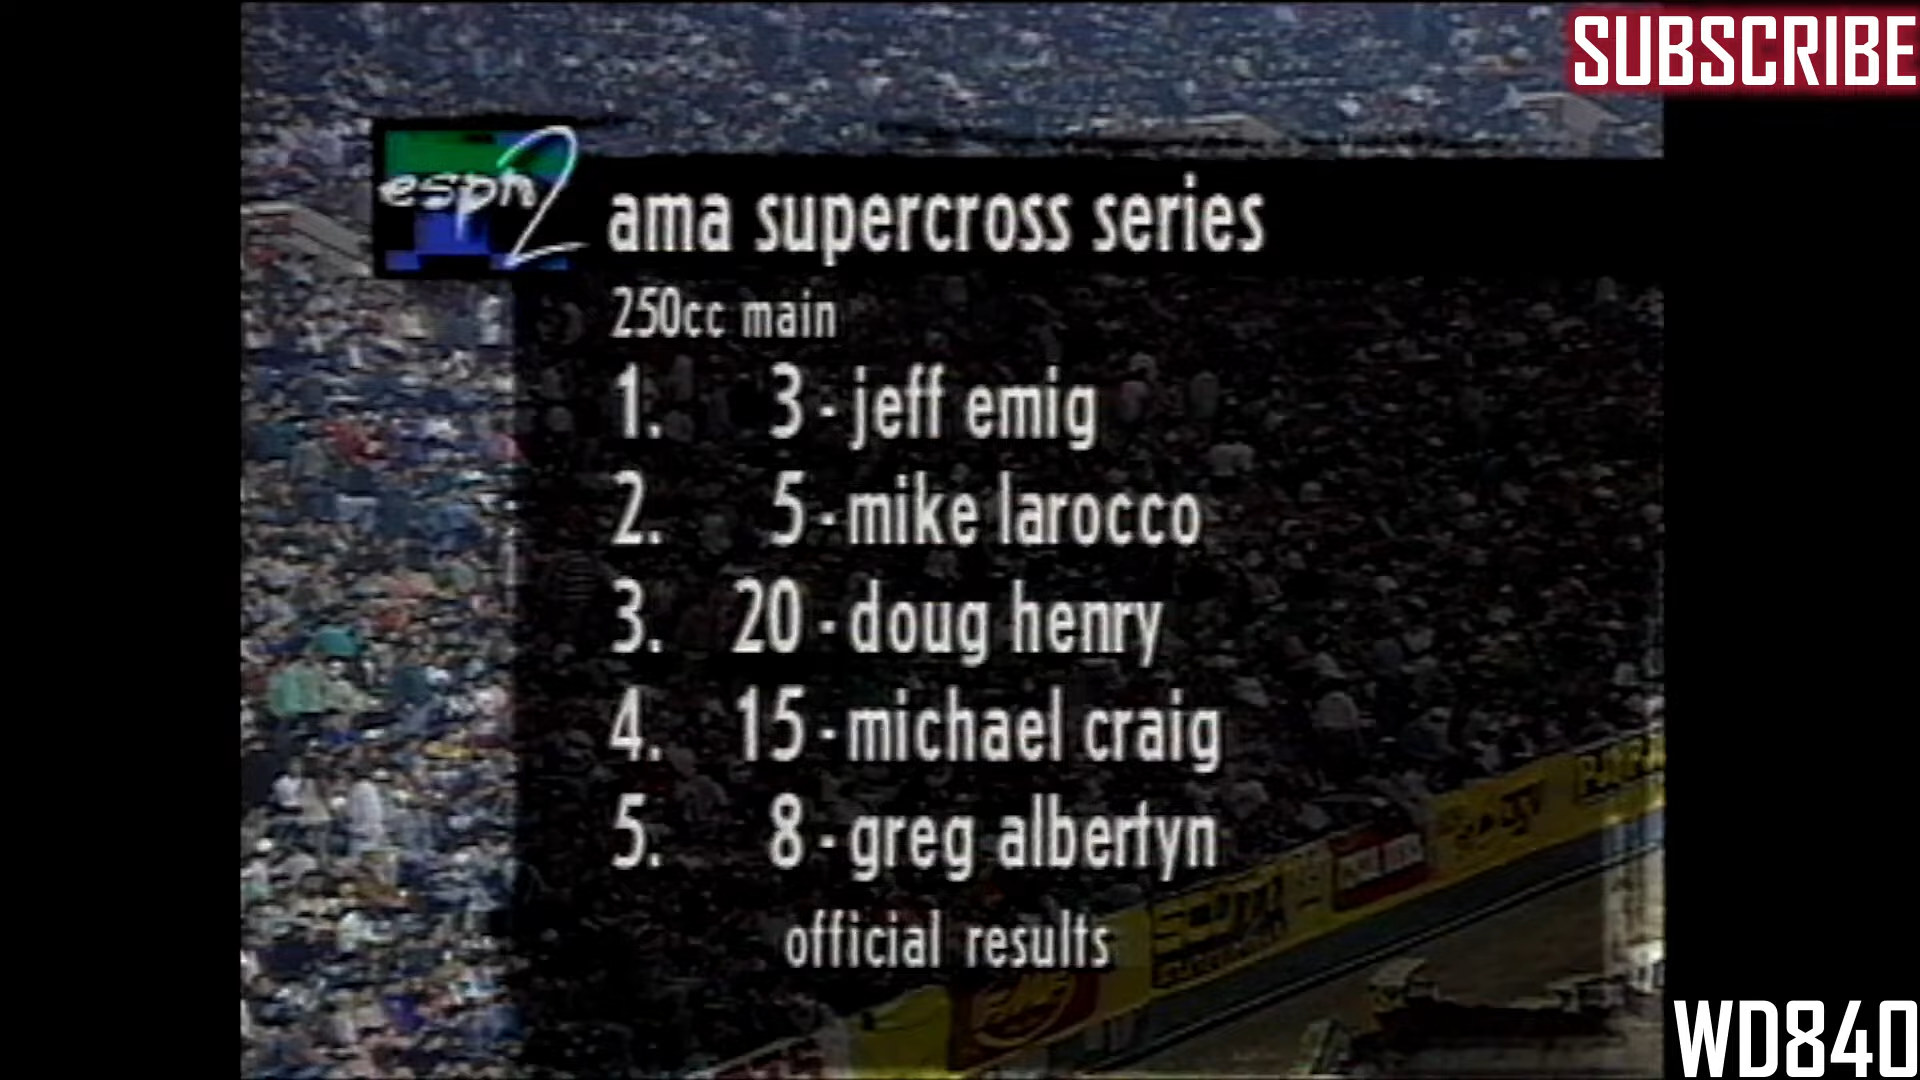 SUBSCRIBE
espn2
ama supercross series
250cc main
1. 3 - jeff emig
2. 5 - mike larocco
3. 20 - doug henry
4. 15 - michael craig
5. 8 - greg albertyn
official results
FMF
WD840